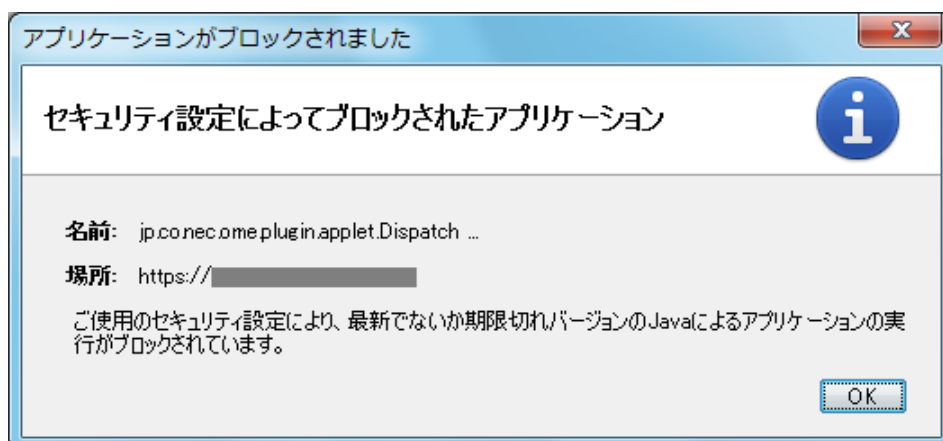 アプリケーションがブロックされました
セキュリティ設定によってブロックされたアプリケーション
名前: jp.co.nec.ome.plugin.applet.Dispatch ...
場所: https://
ご使用のセキュリティ設定により、最新でないか期限切れバージョンのJavaによるアプリケーションの実
行がブロックされています。
OK